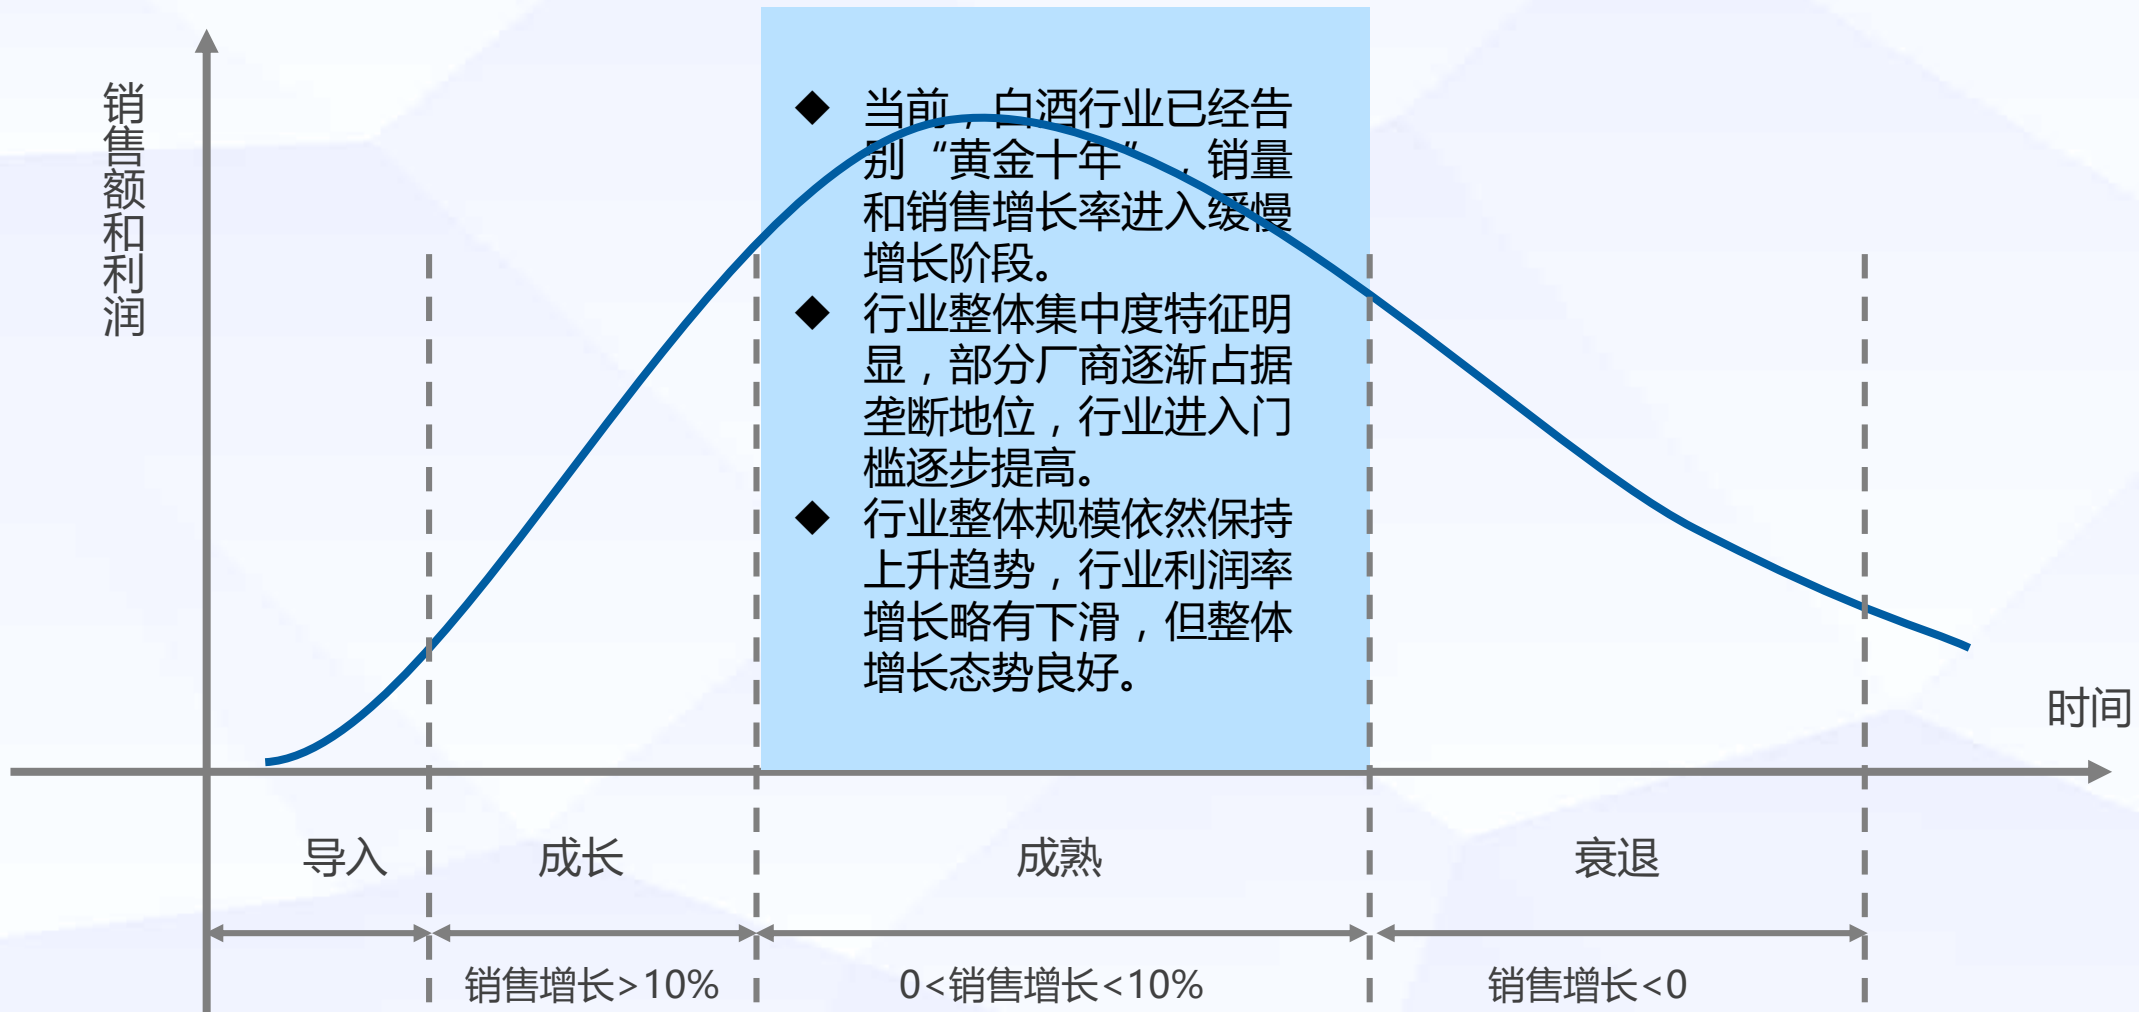 销售额和利润
◆ 当前，白酒行业已经告
别“黄金十年”，销量
和销售增长率进入缓慢
增长阶段。
◆ 行业整体集中度特征明
显，部分厂商逐渐占据
垄断地位，行业进入门
槛逐步提高。
◆ 行业整体规模依然保持
上升趋势，行业利润率
增长略有下滑，但整体
增长态势良好。
时间
导入
成长
成熟
衰退
销售增长>10%
0<销售增长<10%
销售增长<0